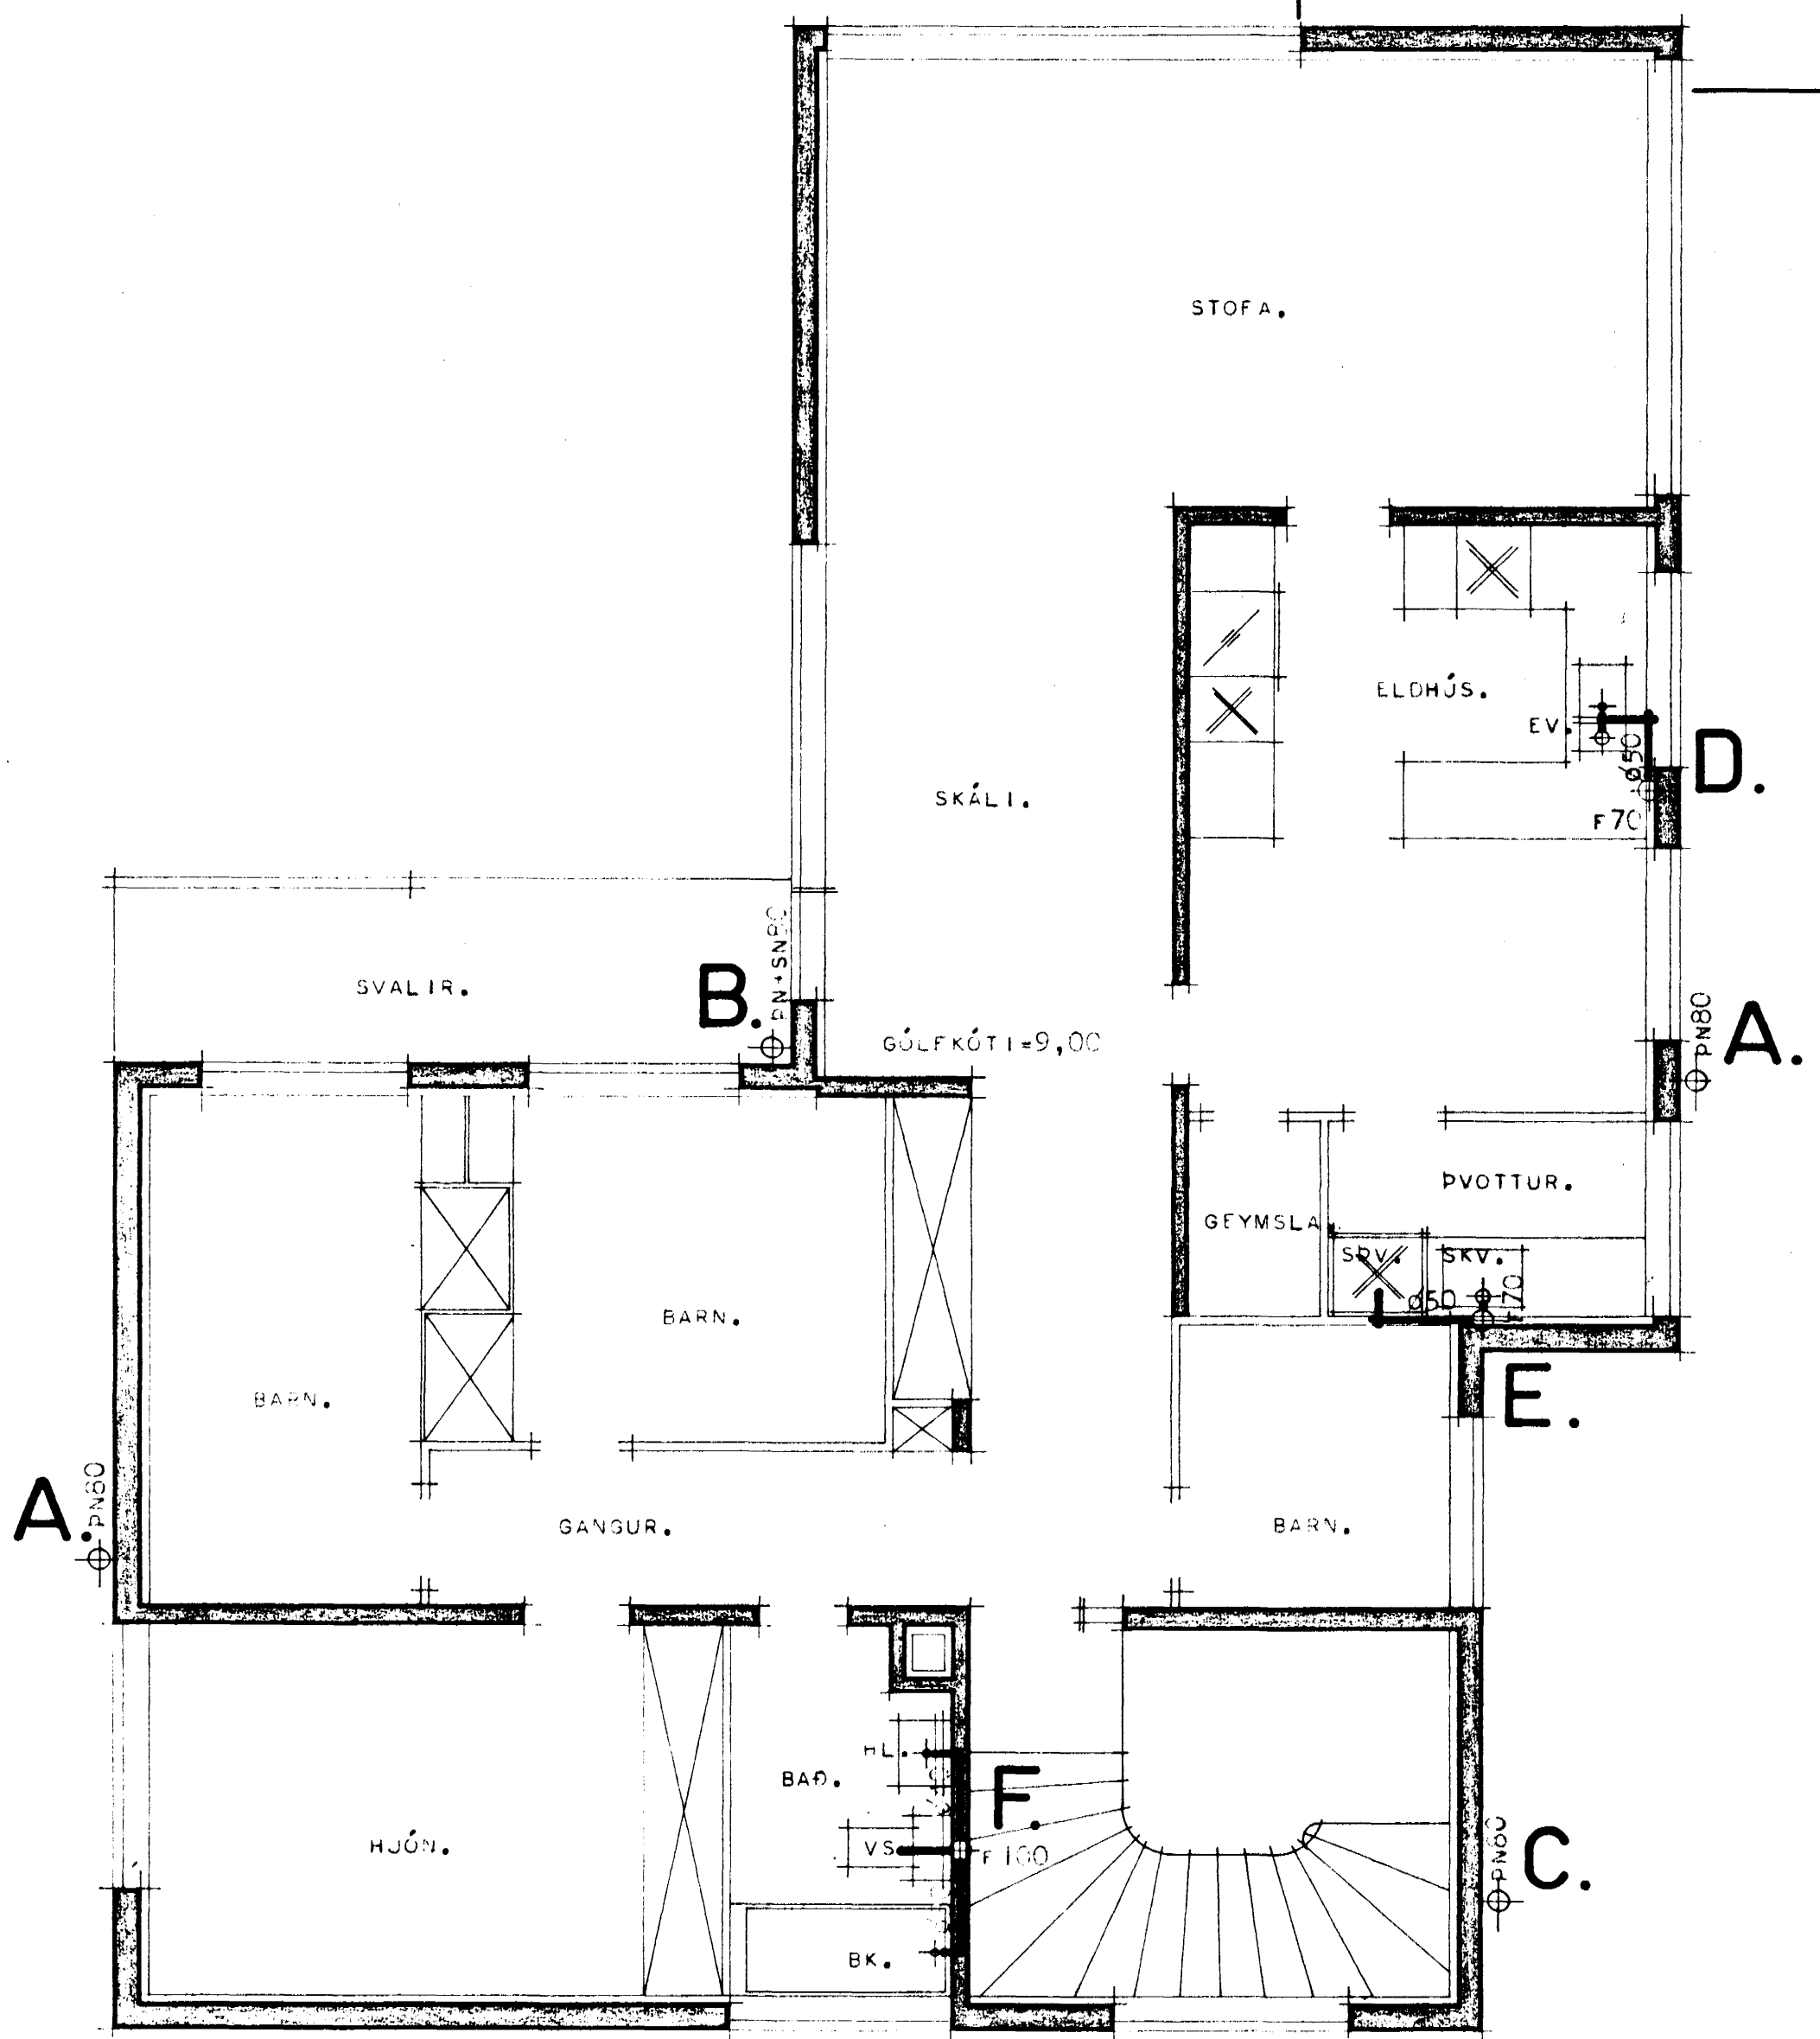 STOFA.
ELDHÚS.
EV.
ø50
D.
F70
SKÁLI.
PN+SN80
B.
SVALIR.
GÓLFKÓTI=9,00
PN80
A.
ÞVOTTUR.
GEYMSLA
SÞV.
SKV.
ø50
F70
BARN.
E.
BARN.
PN80
A.
GANGUR.
BARN.
HL.
BAÐ.
F.
HJÓN.
VS
F100
PN80
C.
BK.